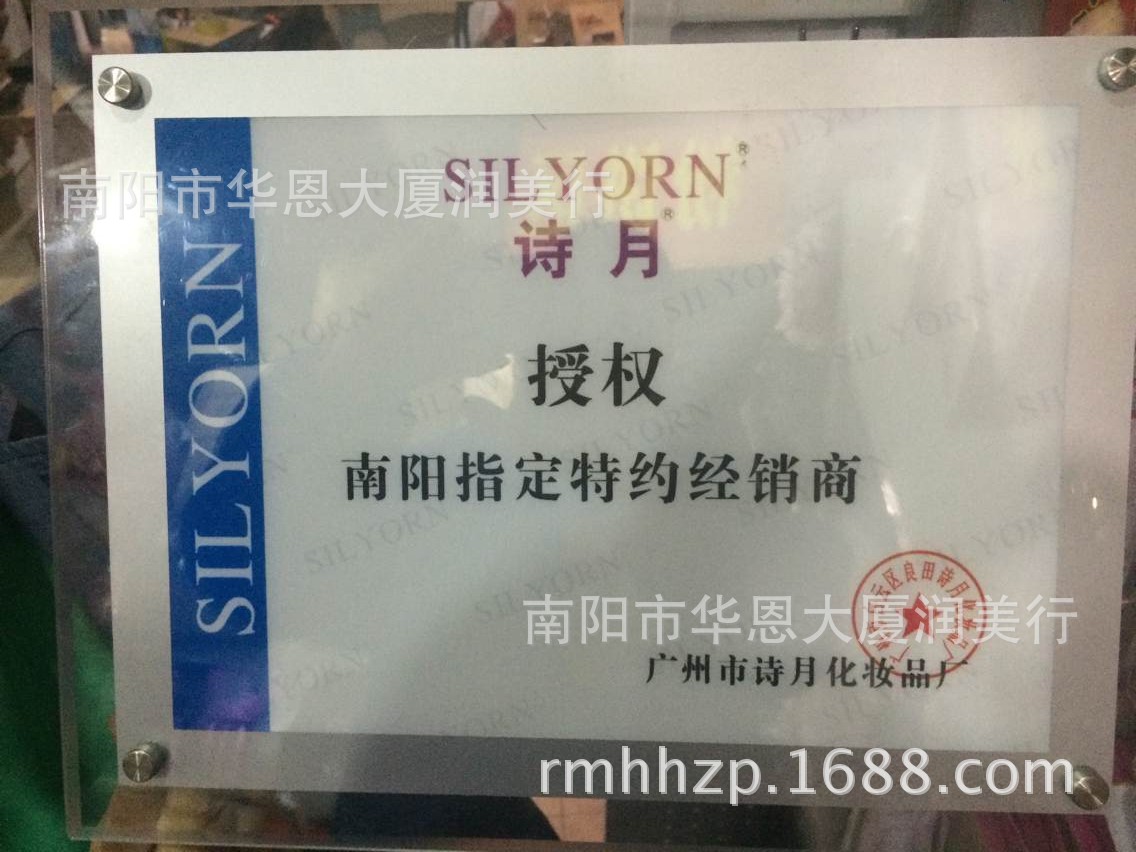 SILYORN®
南阳市华恩大厦润美行
诗月®
SILYORN
授权
南阳指定特约经销商
南阳市华恩大厦润美行
广州市诗月化妆品厂
rmhhzp.1688.com